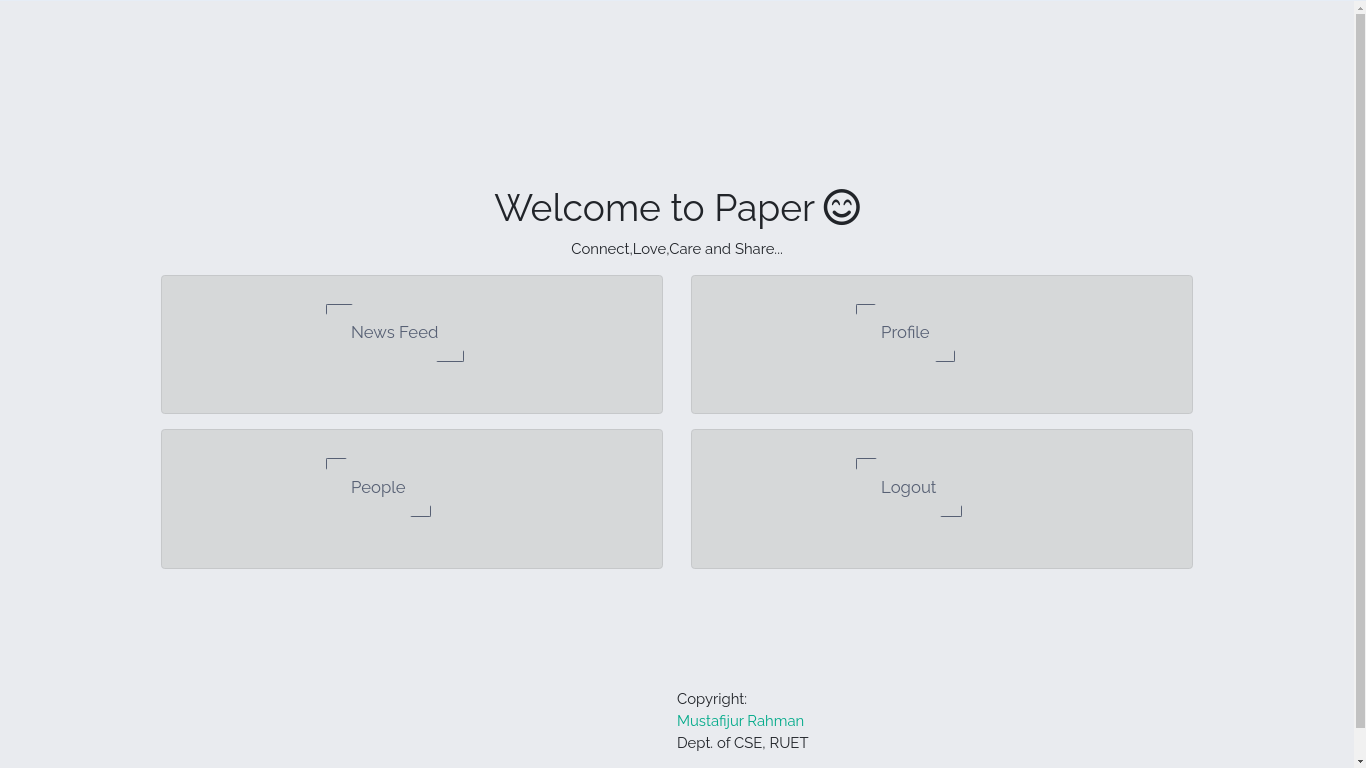 Welcome to Paper
Connect,Love,Care and Share...
News Feed
Profile
People
Logout
Copyright:
Mustafijur Rahman
Dept. of CSE, RUET